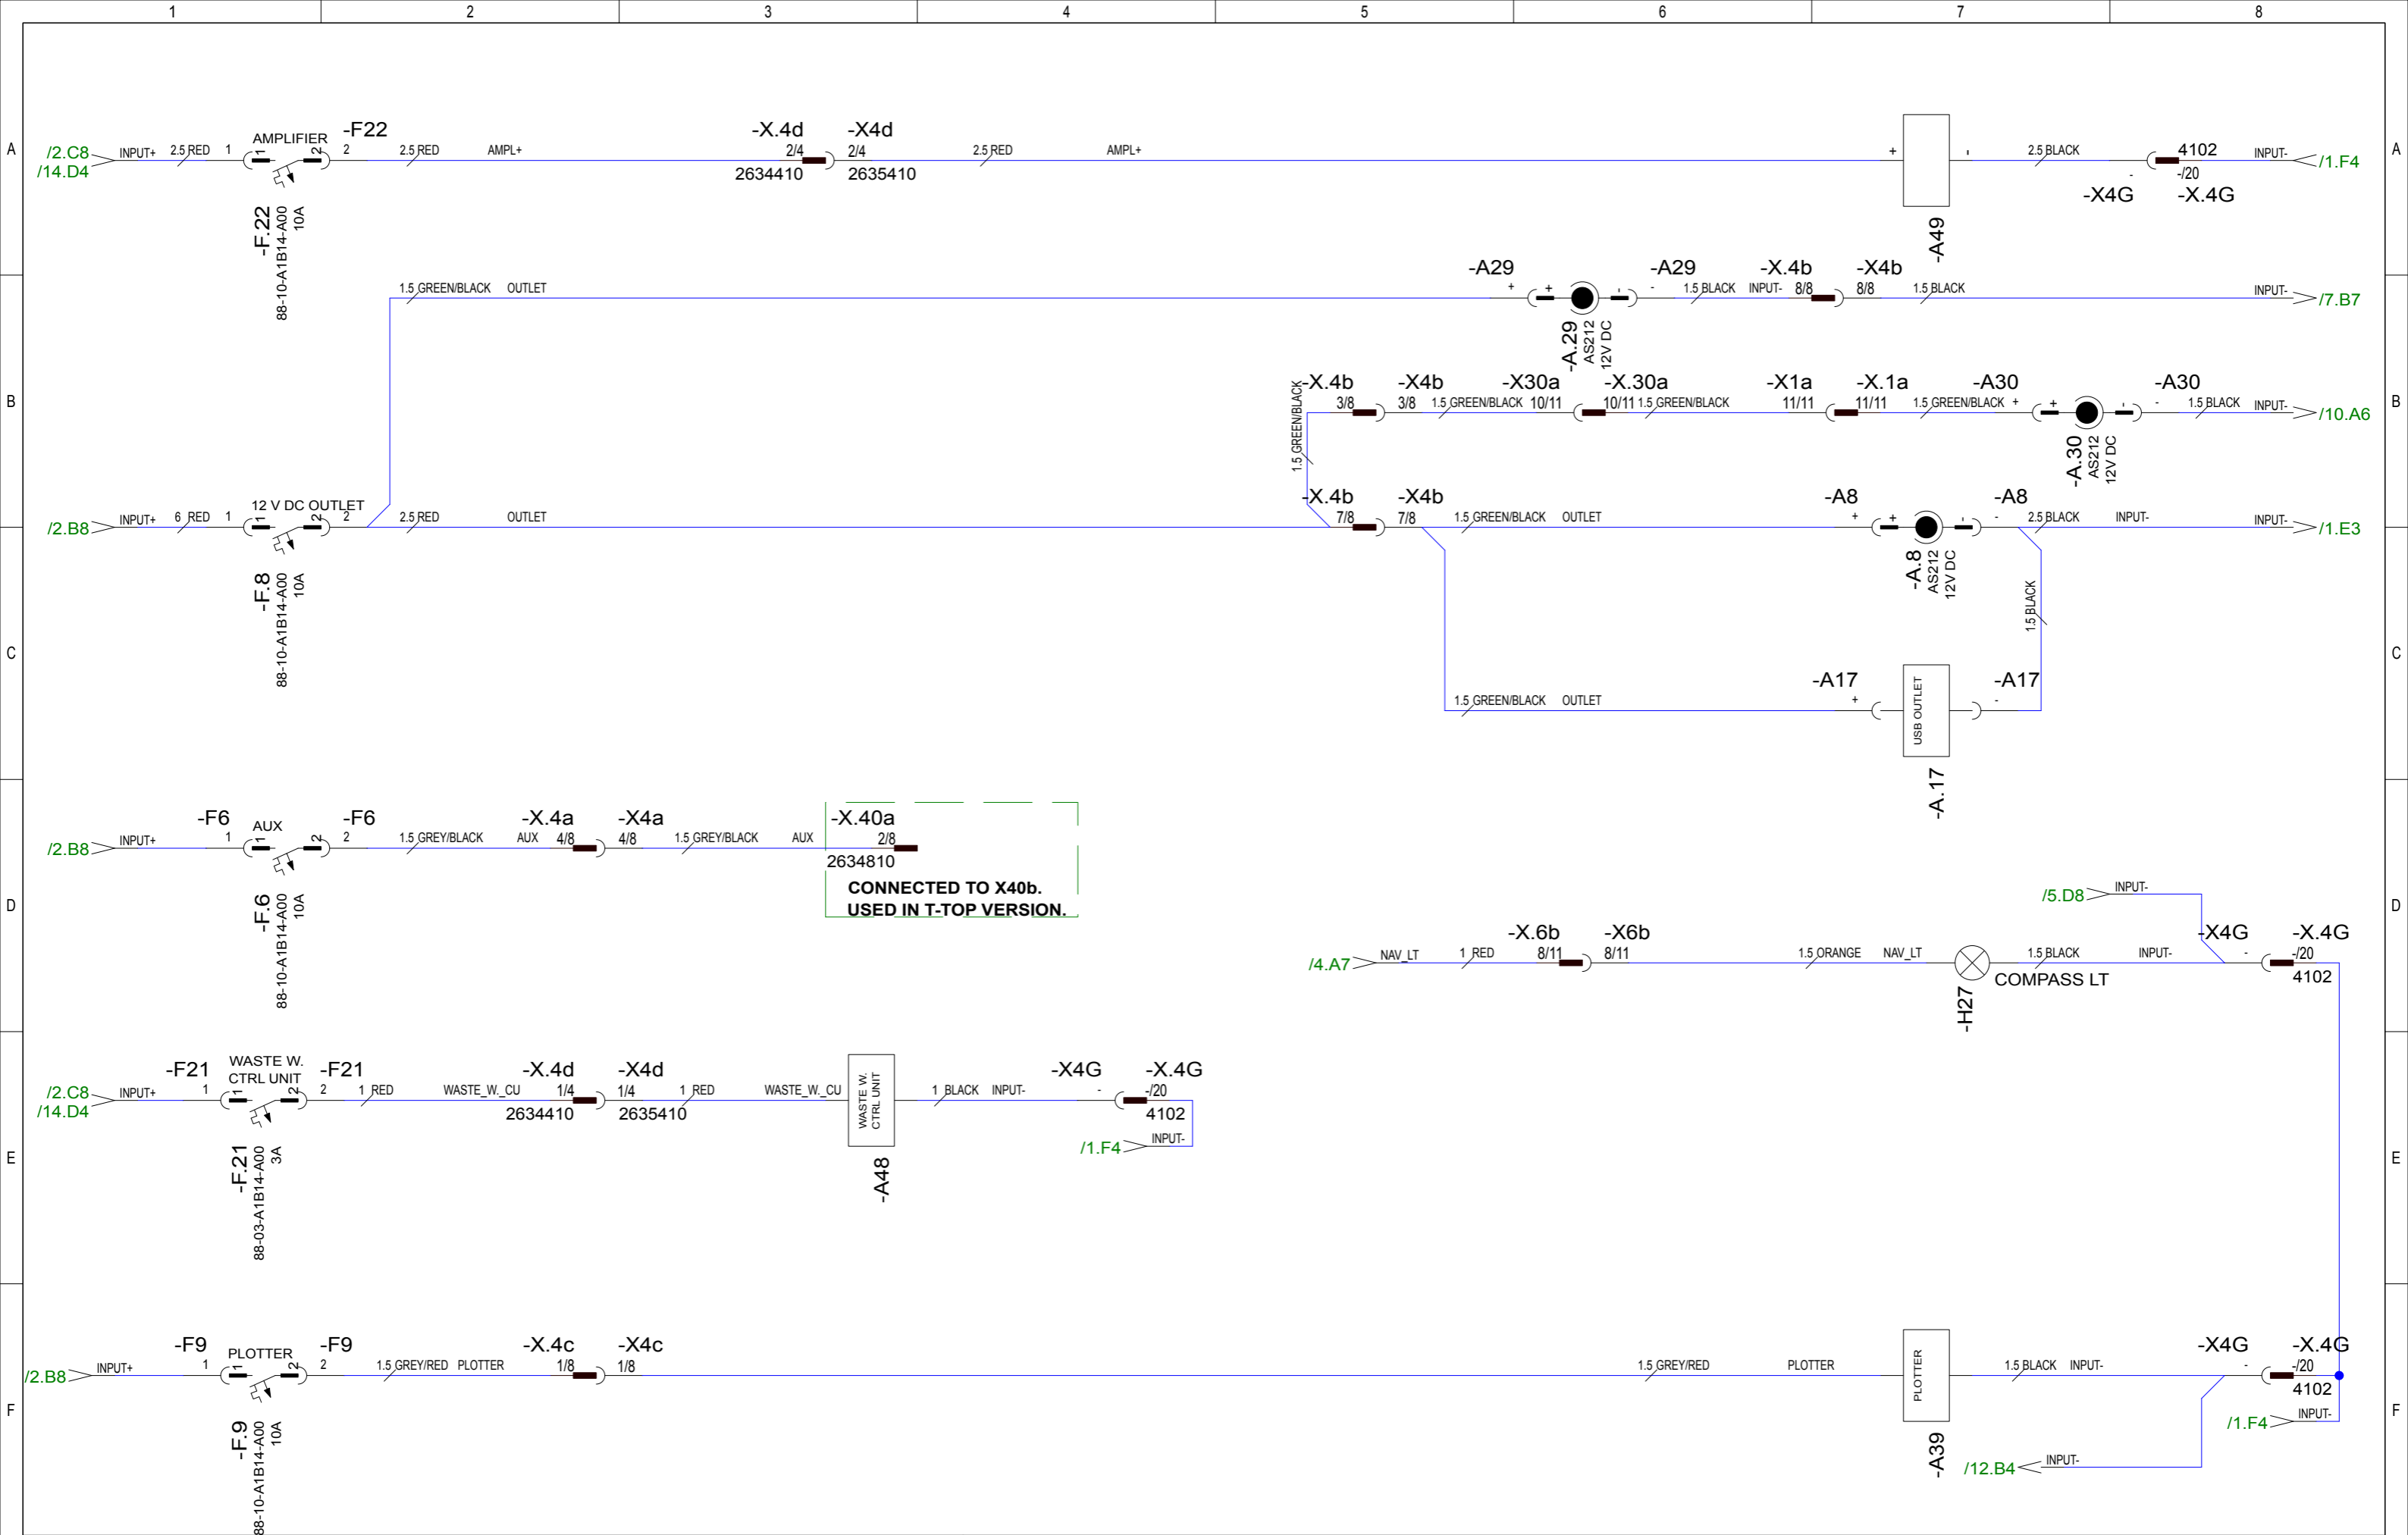 1 2 3 4 5 6 7 8
A A
/2.C8
/14.D4
INPUT+ 2.5 RED 1 AMPLIFIER 1 2 -F22 2 2.5 RED AMPL+ -X.4d 2/4 2634410 -X4d 2/4 2635410 2.5 RED AMPL+ + - 2.5 BLACK - -X4G 4102 -/20 -X.4G INPUT- /1.F4
-F.22
88-10-A1B14-A00
10A
-A49
1.5 GREEN/BLACK OUTLET -A29 + + - -A29 - 1.5 BLACK INPUT- -X.4b 8/8 -X4b 8/8 1.5 BLACK INPUT- /7.B7
-A.29
AS212
12V DC
B B
1.5 GREEN/BLACK -X.4b 3/8 -X4b 3/8 1.5 GREEN/BLACK -X30a 10/11 -X.30a 10/11 1.5 GREEN/BLACK -X1a 11/11 -X.1a 11/11 1.5 GREEN/BLACK -A30 + + - -A30 - 1.5 BLACK INPUT- /10.A6
-A.30
AS212
12V DC
/2.B8 INPUT+ 6 RED 1 12 V DC OUTLET 1 2 2 2.5 RED OUTLET -X.4b 7/8 -X4b 7/8 1.5 GREEN/BLACK OUTLET -A8 + + - -A8 - 2.5 BLACK INPUT- INPUT- /1.E3
-F.8
88-10-A1B14-A00
10A
-A.8
AS212
12V DC
1.5 BLACK
C C
1.5 GREEN/BLACK OUTLET -A17 + USB OUTLET -A17 -
-A.17
/2.B8 INPUT+ -F6 1 AUX 1 2 -F6 2 1.5 GREY/BLACK AUX -X.4a 4/8 -X4a 4/8 1.5 GREY/BLACK AUX -X.40a 2/8
2634810
CONNECTED TO X40b.
USED IN T-TOP VERSION.
-F.6
88-10-A1B14-A00
10A
D D
/5.D8 INPUT-
/4.A7 NAV_LT 1 RED -X.6b 8/11 -X6b 8/11 1.5 ORANGE NAV_LT 1.5 BLACK INPUT- -X4G - -X.4G -/20 4102
COMPASS LT
-H27
/2.C8
/14.D4
INPUT+ -F21 1 WASTE W.
CTRL UNIT
1 2 -F21 2 1 RED WASTE_W._CU -X.4d 1/4 2634410 -X4d 1/4 2635410 1 RED WASTE_W._CU WASTE W.
CTRL UNIT
1 BLACK INPUT- -X4G - -X.4G -/20 4102
/1.F4 INPUT-
-F.21
88-03-A1B14-A00
3A
-A48
E E
/2.B8 INPUT+ -F9 1 PLOTTER 1 2 -F9 2 1.5 GREY/RED PLOTTER -X.4c 1/8 -X4c 1/8 1.5 GREY/RED PLOTTER PLOTTER 1.5 BLACK INPUT- -X4G - -X.4G -/20 4102
/1.F4 INPUT-
F F
-F.9
88-10-A1B14-A00
10A
-A39
/12.B4 INPUT-